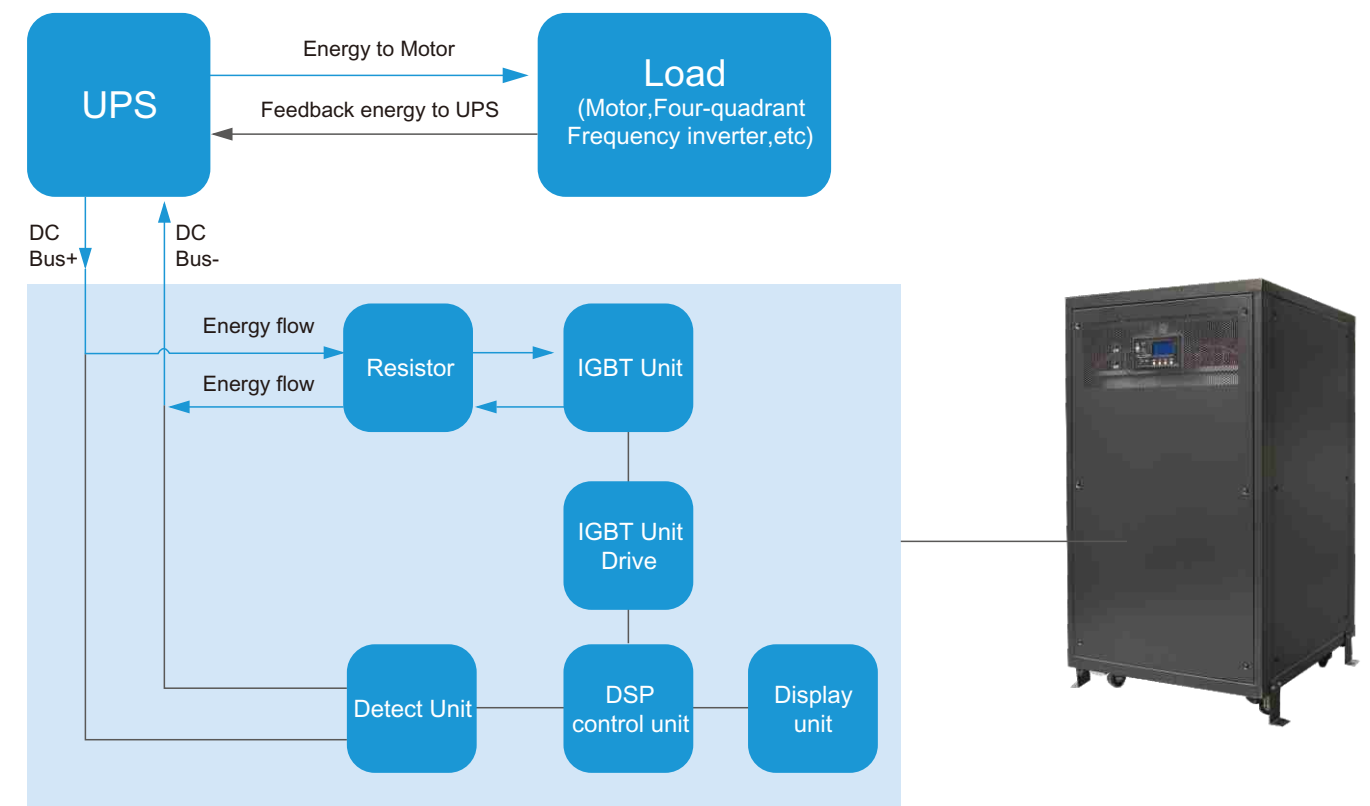 UPS
Energy to Motor
Feedback energy to UPS
Load
(Motor,Four-quadrant
Frequency inverter,etc)
DC
Bus+
DC
Bus-
Energy flow
Energy flow
Resistor
IGBT Unit
IGBT Unit
Drive
Detect Unit
DSP
control unit
Display
unit